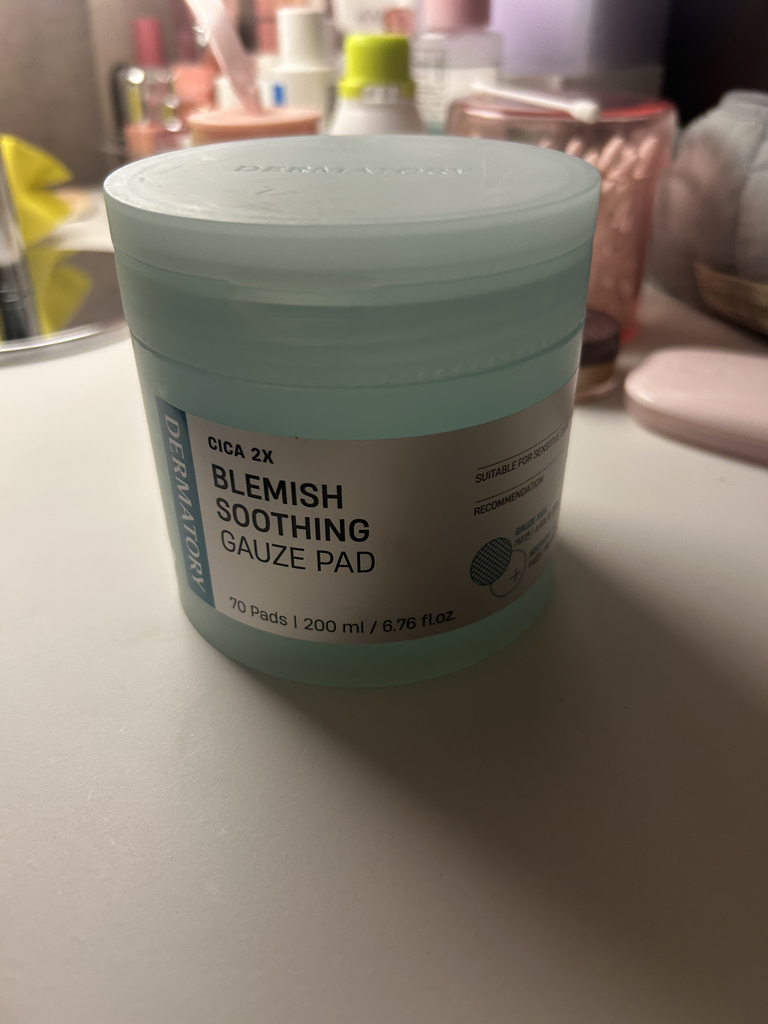 DERMATORY
DERMATORY
CICA 2X
BLEMISH
SOOTHING
GAUZE PAD
70 Pads | 200 ml / 6.76 fl.oz.
SUITABLE FOR SENSITIVE
RECOMMENDATION
GAUZE